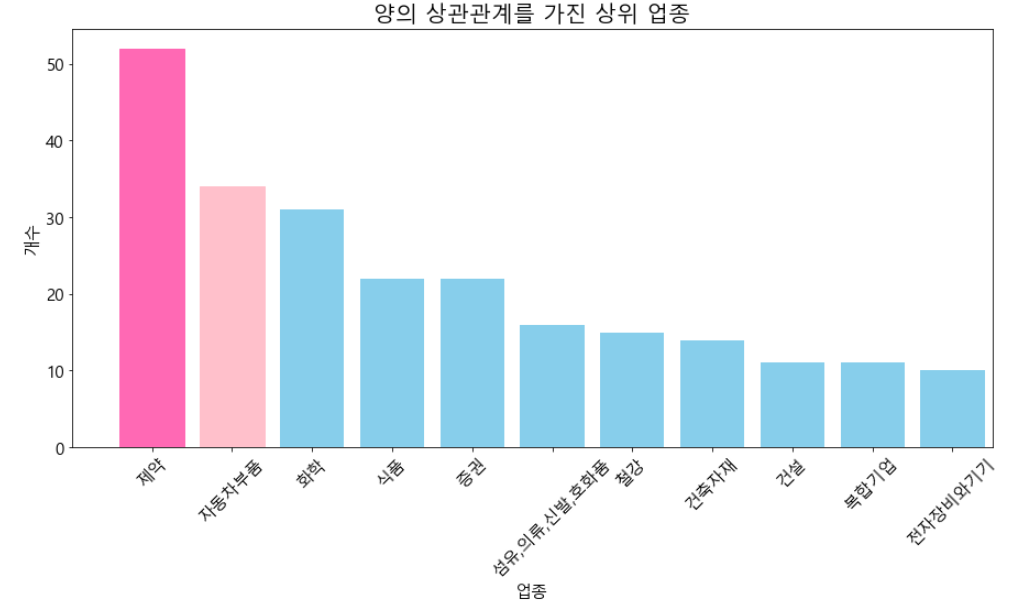 양의 상관관계를 가진 상위 업종
개수
50
40
30
20
10
0
제약
자동차부품
화학
식품
증권
섬유,의류,신발,호화품
철강
건축자재
건설
복합기업
전자장비와기기
업종